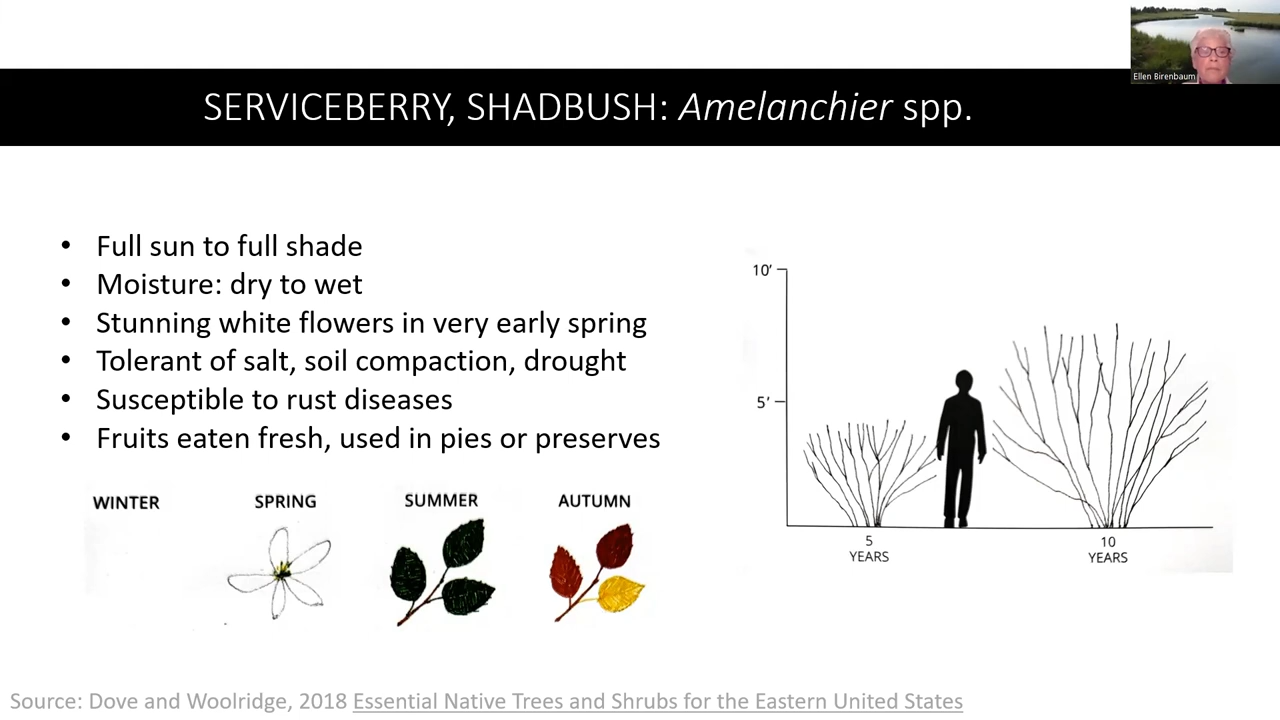 Ellen Birenbaum
SERVICEBERRY, SHADBUSH: Amelanchier spp.
• Full sun to full shade
• Moisture: dry to wet
• Stunning white flowers in very early spring
• Tolerant of salt, soil compaction, drought
• Susceptible to rust diseases
• Fruits eaten fresh, used in pies or preserves
WINTER
SPRING
SUMMER
AUTUMN
10'
5'
5
YEARS
10
YEARS
Source: Dove and Woolridge, 2018 Essential Native Trees and Shrubs for the Eastern United States